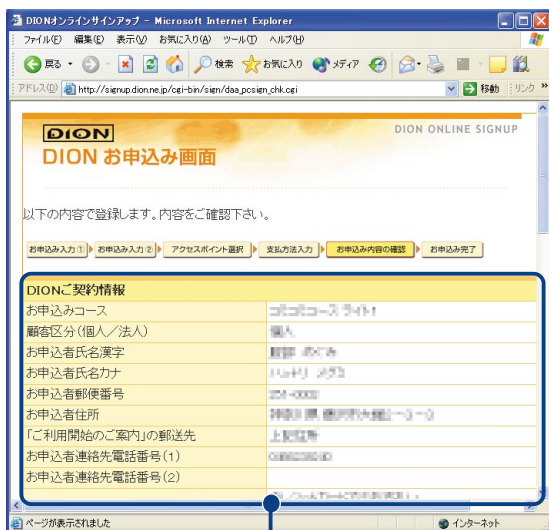 DIONオンラインサインアップ - Microsoft Internet Explorer
ファイル(F) 編集(E) 表示(V) お気に入り(A) ツール(T) ヘルプ(H)
戻る 検索 お気に入り メディア
アドレス(D) http://signup.dion.ne.jp/cgi-bin/sign/daa_pcsign_chk.cgi 移動 リンク »
DION DION ONLINE SIGNUP
DION お申込み画面
以下の内容で登録します。内容をご確認下さい。
お申込み入力① お申込み入力② アクセスポイント選択 支払方法入力 お申込み内容の確認 お申込み完了
DIONご契約情報
お申込みコース
顧客区分(個人/法人)
お申込者氏名漢字
お申込者氏名カナ
お申込者郵便番号
お申込者住所
「ご利用開始のご案内」の郵送先
お申込者連絡先電話番号(1)
お申込者連絡先電話番号(2)
ページが表示されました インターネット